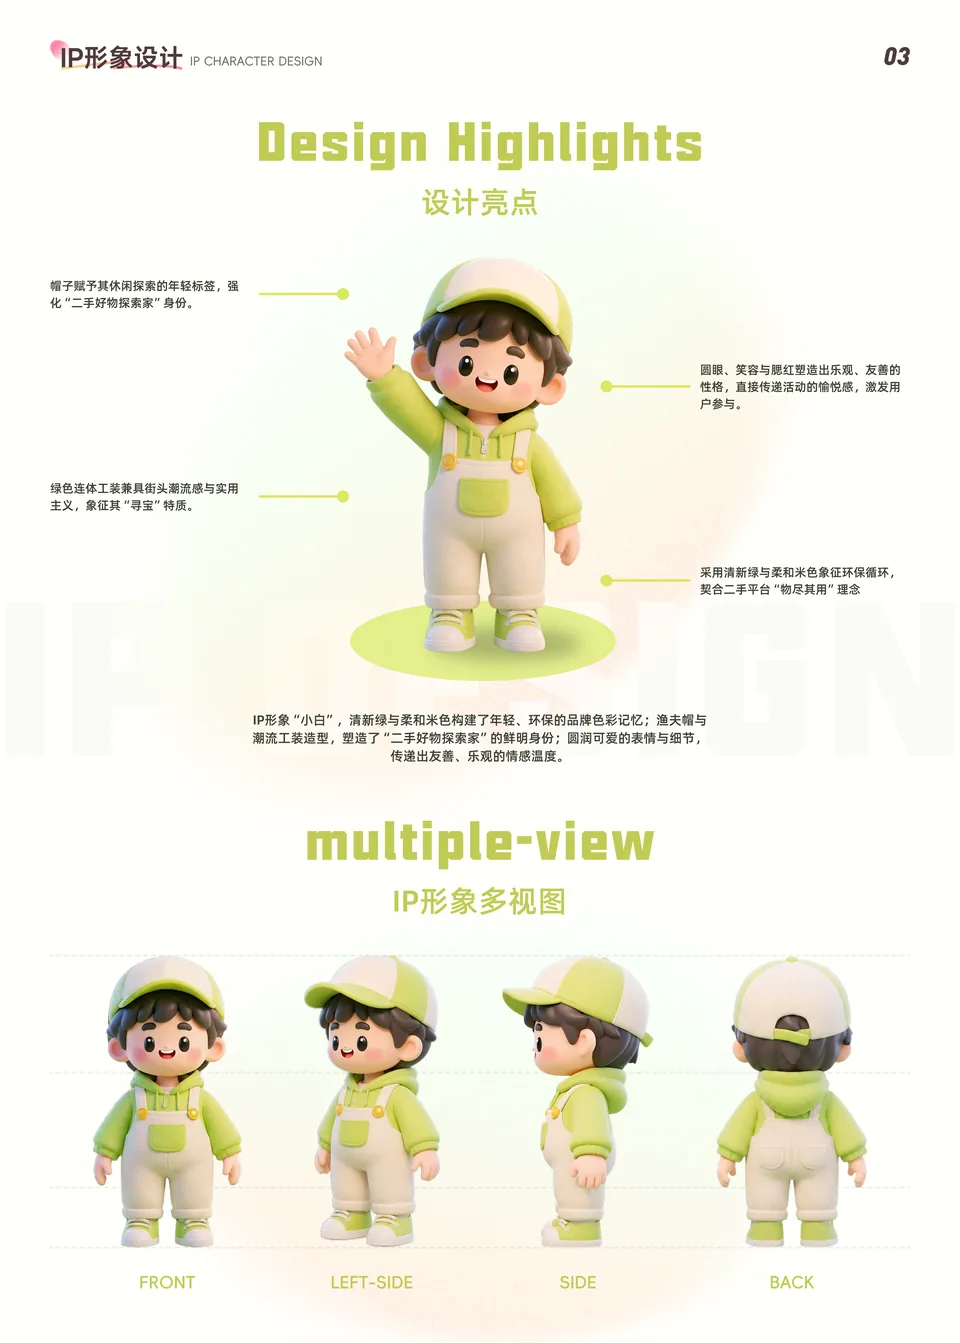 IP形象设计 IP CHARACTER DESIGN
03
Design Highlights
设计亮点
帽子赋予其休闲探索的年轻标签，强
化“二手好物探索家”身份。
圆眼、笑容与腮红塑造出乐观、友善的
性格，直接传递活动的愉悦感，激发用
户参与。
绿色连体工装兼具街头潮流感与实用
主义，象征其“寻宝”特质。
采用清新绿与柔和米色象征环保循环，
契合二手平台“物尽其用”理念
IP DESIGN
IP形象“小白”，清新绿与柔和米色构建了年轻、环保的品牌色彩记忆；渔夫帽与
潮流工装造型，塑造了“二手好物探索家”的鲜明身份；圆润可爱的表情与细节，
传递出友善、乐观的情感温度。
multiple-view
IP形象多视图
FRONT
LEFT-SIDE
SIDE
BACK